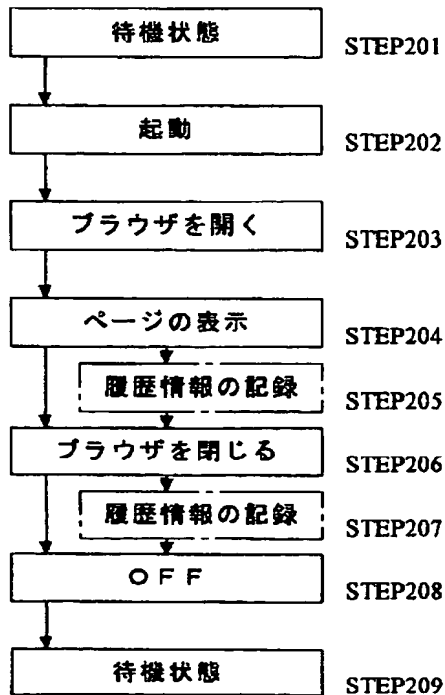 待機状態
STEP201
起動
STEP202
ブラウザを開く
STEP203
ページの表示
STEP204
履歴情報の記録
STEP205
ブラウザを閉じる
STEP206
履歴情報の記録
STEP207
OFF
STEP208
待機状態
STEP209